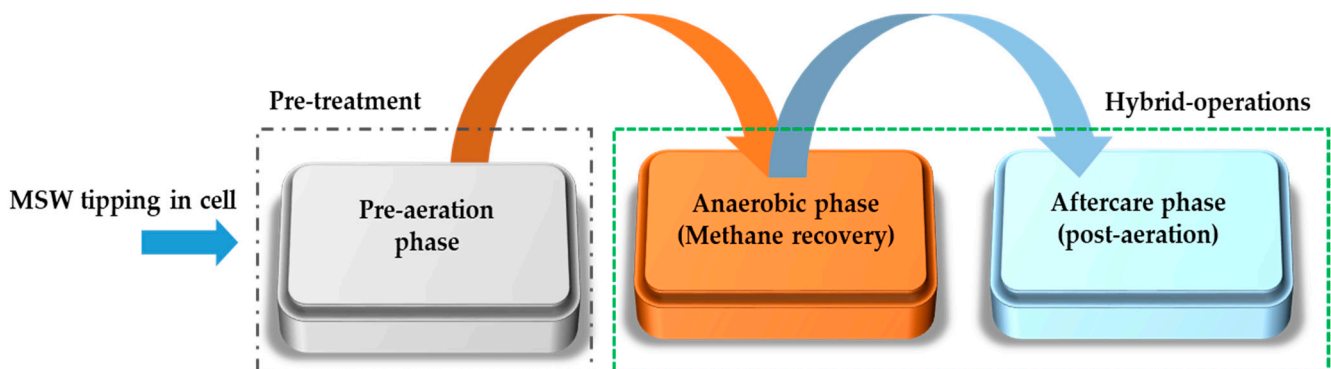 Pre-treatment
Hybrid-operations
MSW tipping in cell
Pre-aeration
phase
Anaerobic phase
(Methane recovery)
Aftercare phase
(post-aeration)